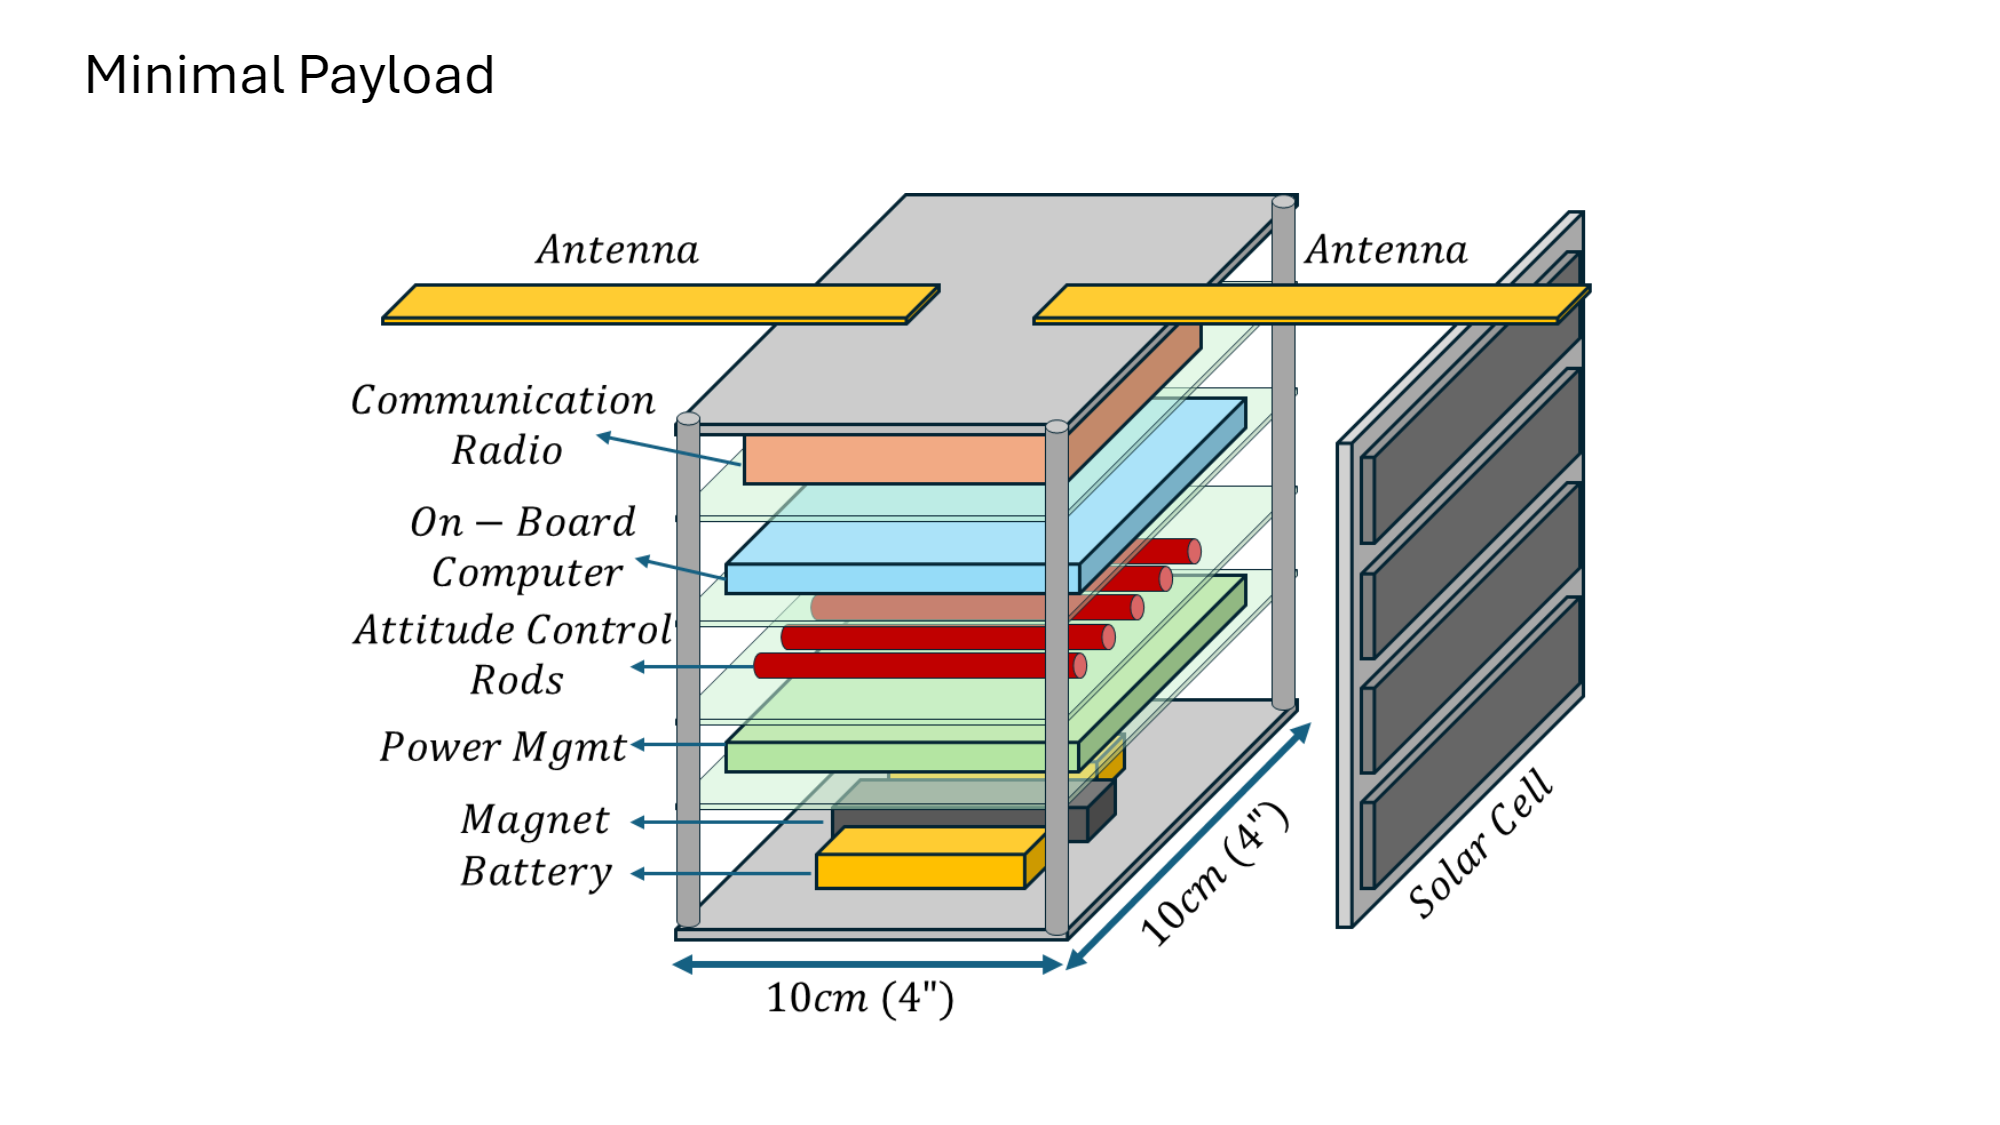 Minimal Payload
Antenna
Antenna
Communication
Radio
On − Board
Computer
Attitude Control
Rods
Power Mgmt
Magnet
Battery
10cm (4")
10cm (4")
Solar Cell